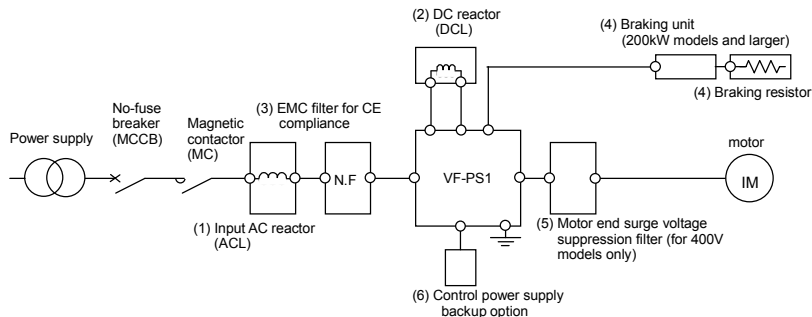 (2) DC reactor
(DCL)
(4) Braking unit
(200kW models and larger)
(4) Braking resistor
No-fuse
breaker
(MCCB)
Magnetic
contactor
(MC)
(3) EMC filter for CE
compliance
Power supply
N.F
VF-PS1
motor
IM
(1) Input AC reactor
(ACL)
(5) Motor end surge voltage
suppression filter (for 400V
models only)
(6) Control power supply
backup option